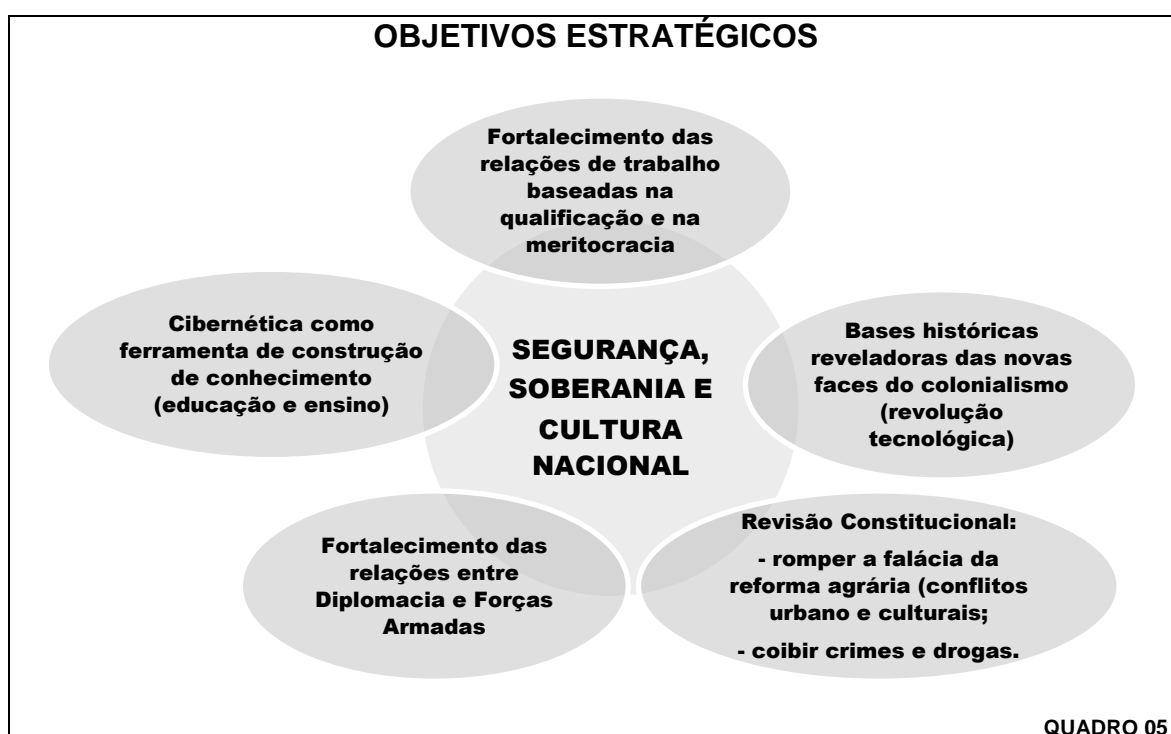 OBJETIVOS ESTRATÉGICOS
Fortalecimento das
relações de trabalho
baseadas na
qualificação e na
meritocracia
Cibernética como
ferramenta de construção
de conhecimento
(educação e ensino)
SEGURANÇA,
SOBERANIA E
CULTURA
NACIONAL
Bases históricas
reveladoras das novas
faces do colonialismo
(revolução
tecnológica)
Fortalecimento das
relações entre
Diplomacia e Forças
Armadas
Revisão Constitucional:
- romper a falácia da
reforma agrária (conflitos
urbano e culturais;
- coibir crimes e drogas.
QUADRO 05